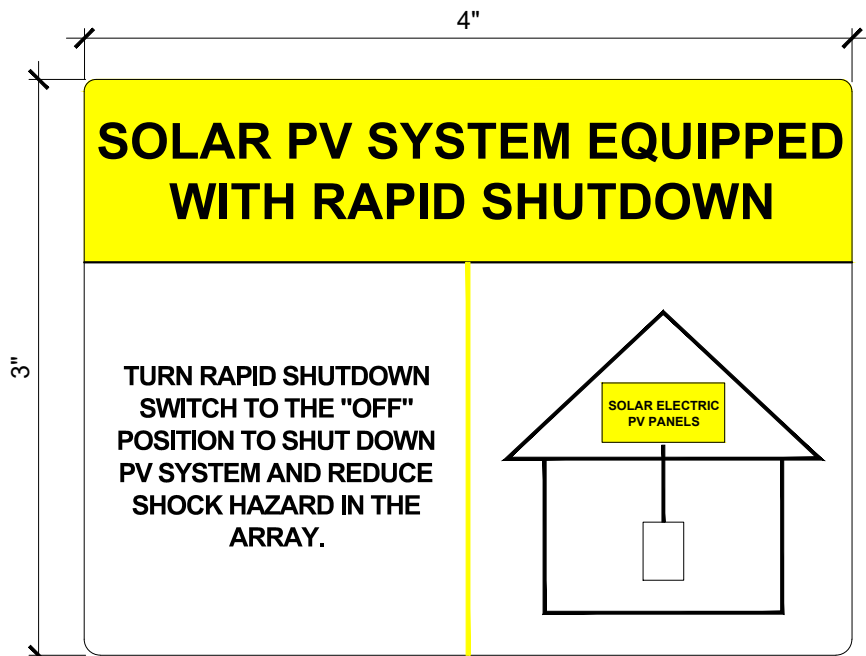 4"
3"
SOLAR PV SYSTEM EQUIPPED
WITH RAPID SHUTDOWN
TURN RAPID SHUTDOWN
SWITCH TO THE "OFF"
POSITION TO SHUT DOWN
PV SYSTEM AND REDUCE
SHOCK HAZARD IN THE
ARRAY.
SOLAR ELECTRIC
PV PANELS